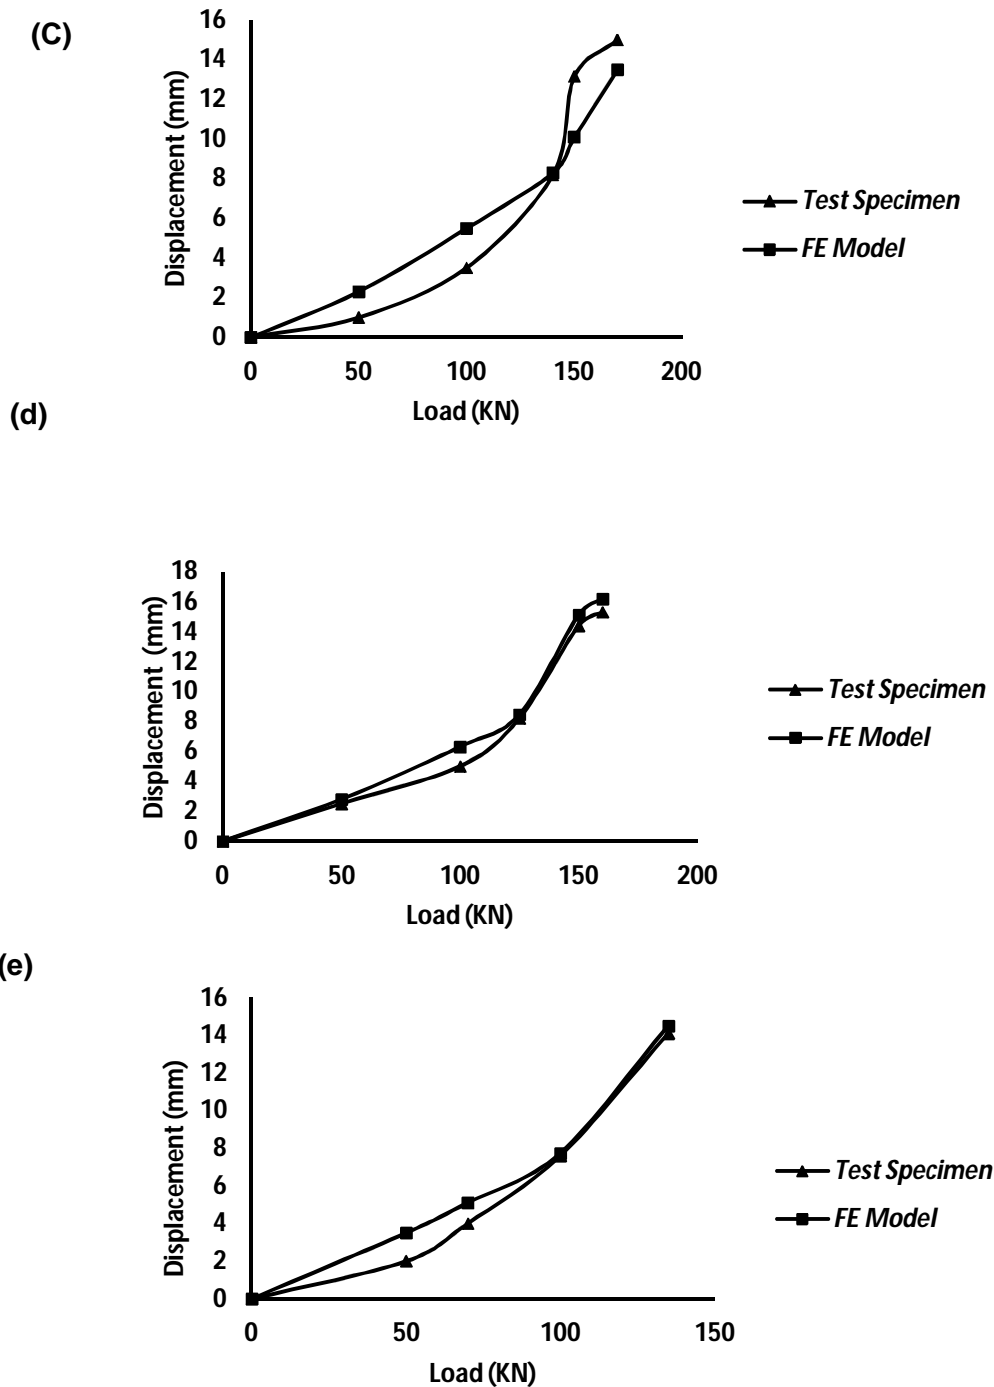 (C)
16
14
12
10
8
6
4
2
0
Displacement (mm)
0 50 100 150 200
Load (KN)
Test Specimen
FE Model
(d)
18
16
14
12
10
8
6
4
2
0
Displacement (mm)
0 50 100 150 200
Load (KN)
Test Specimen
FE Model
(e)
16
14
12
10
8
6
4
2
0
Displacement (mm)
0 50 100 150
Load (KN)
Test Specimen
FE Model